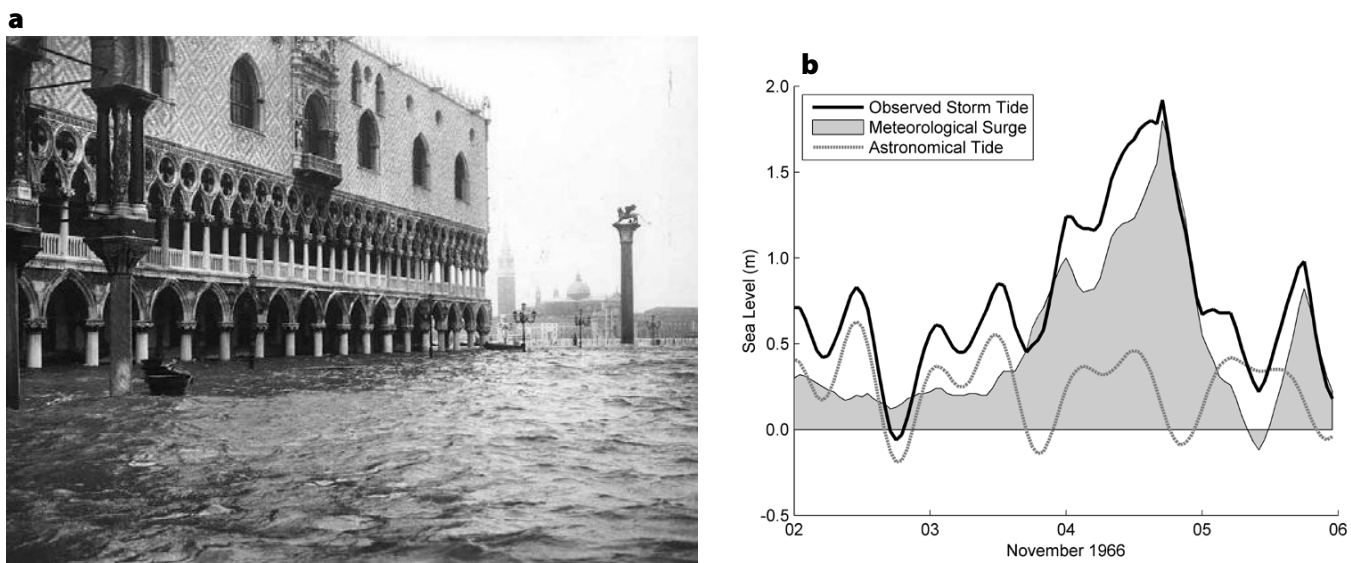 a
b
2.0
1.5
1.0
0.5
0.0
-0.5
Sea Level (m)
Observed Storm Tide
Meteorological Surge
Astronomical Tide
02
03
04
05
06
November 1966